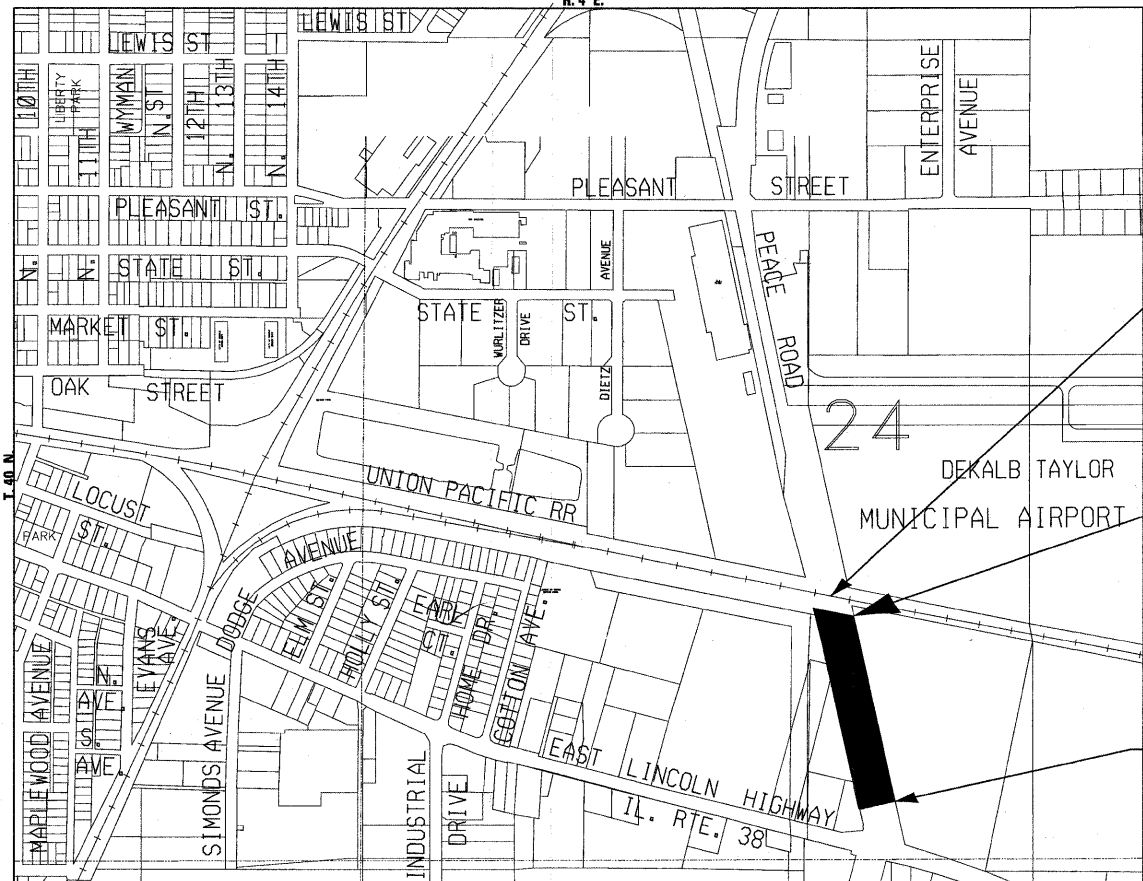 R. 4 E.
LEWIS ST
LEWIS ST
10TH
LIBERTY
PARK
N. 11TH
WYMAN
N. ST
12TH
N. 13TH
N. 14TH
ENTERPRISE
AVENUE
PLEASANT STREET
PLEASANT ST.
N.
STATE ST.
MARKET ST.
OAK STREET
STATE ST.
WURLITZER
DRIVE
AVENUE
DIETZ
PEACE ROAD
24
DEKALB TAYLOR
MUNICIPAL AIRPORT
T. 40 N.
UNION PACIFIC RR
LOCUST
ST.
PARK
DODGE AVENUE
ELM ST.
HOLLY ST.
EARL
CT.
HOME DR.
COTTON AVE.
EVANS
AVE.
N.
AVE.
S.
AVE.
MAPLEWOOD AVENUE
SIMONDS AVENUE
INDUSTRIAL
DRIVE
EAST LINCOLN HIGHWAY
IL. RTE. 38